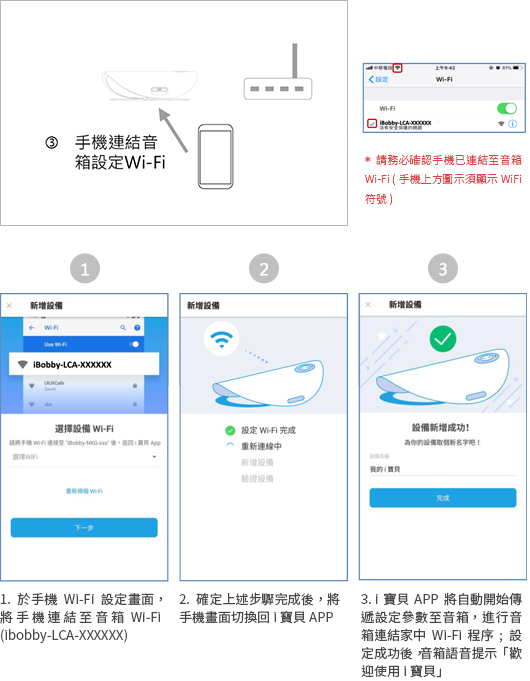 ③ 手機連結音
箱設定Wi-Fi
中華電信 上午9:42 61%
設定 Wi-Fi
Wi-Fi
iBobby-LCA-XXXXXX
沒有安全保護的網路
* 請務必確認手機已連結至音箱
Wi-Fi ( 手機上方圖示須顯示 WiFi
符號 )
1
2
3
× 新增設備
Wi-Fi
Use Wi-Fi
iBobby-LCA-XXXXXX
UIUXCafe
Saved
選擇設備 Wi-Fi
請將手機 Wi-Fi 連線至 "iBobby-NKG-xxx" 後，返回 i 寶貝 App
選擇WiFi
重新掃描 Wi-Fi
下一步
新增設備
設定 Wi-Fi 完成
重新連線中
新增設備
驗證設備
× 新增設備
設備新增成功！
為你的設備取個新名字吧！
設備名稱
我的 i 寶貝
完成
1. 於手機 Wi-Fi 設定畫面，
將手機連結至音箱 Wi-Fi
(ibobby-LCA-XXXXXX)
2. 確定上述步驟完成後，將
手機畫面切換回 i 寶貝 APP
3. i 寶貝 APP 將自動開始傳
遞設定參數至音箱，進行音
箱連結家中 Wi-Fi 程序；設
定成功後，音箱語音提示「歡
迎使用 i 寶貝」